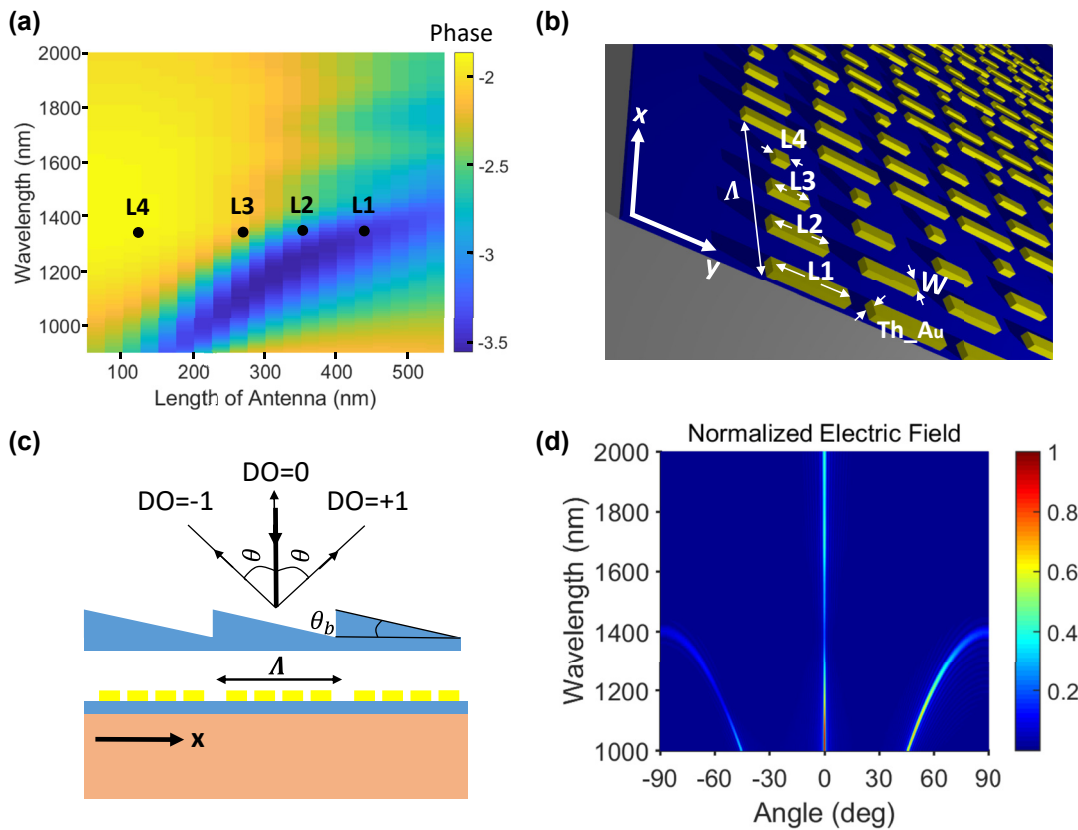 (a)
Phase
2000
1800
1600
1400
1200
1000
Wavelength (nm)
L4
L3
L2
L1
-2
-2.5
-3
-3.5
100
200
300
400
500
Length of Antenna (nm)
(b)
x
y
Λ
L4
L3
L2
L1
W
Th_Au
(c)
DO=0
DO=-1
DO=+1
θ
θ
θb
Λ
x
(d)
Normalized Electric Field
2000
1800
1600
1400
1200
1000
Wavelength (nm)
-90
-60
-30
0
30
60
90
Angle (deg)
1
0.8
0.6
0.4
0.2